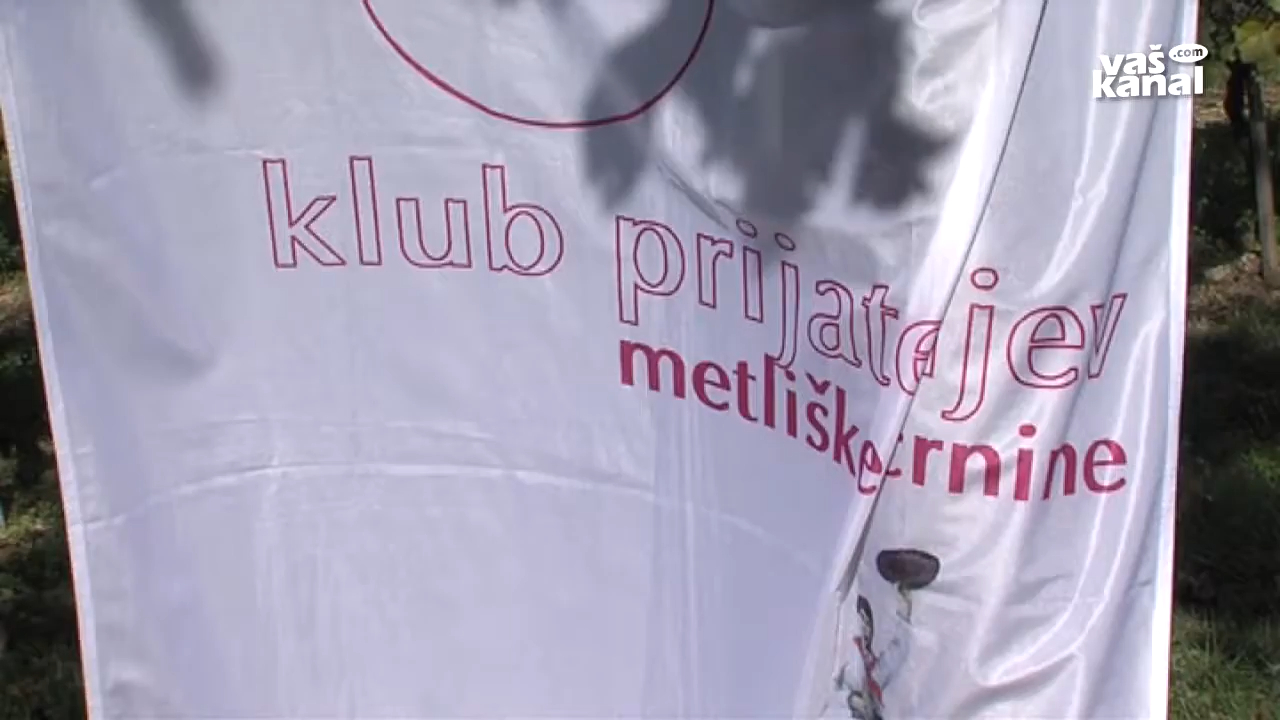 vaš .com
kanal
klub prijateljev
metliške črnine